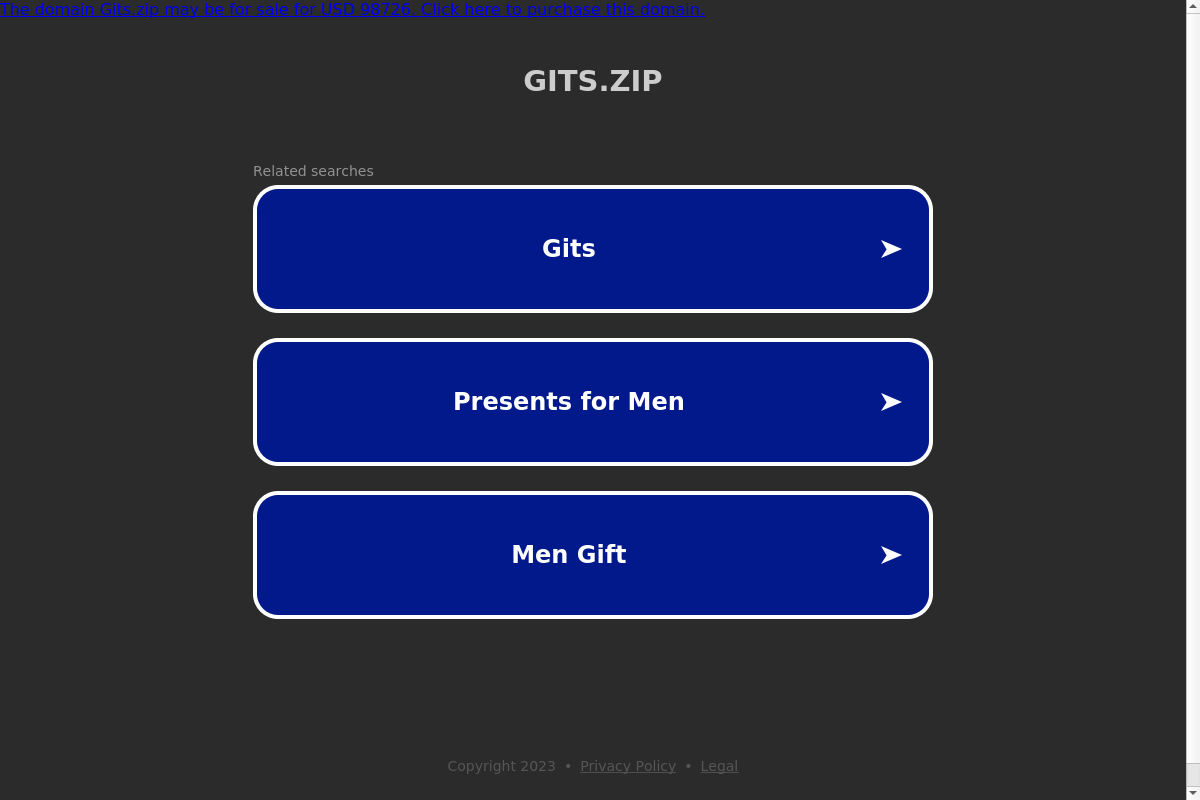 The domain Gits.zip may be for sale for USD 98726. Click here to purchase this domain.
GITS.ZIP
Related searches
Gits
Presents for Men
Men Gift
Copyright 2023 • Privacy Policy • Legal